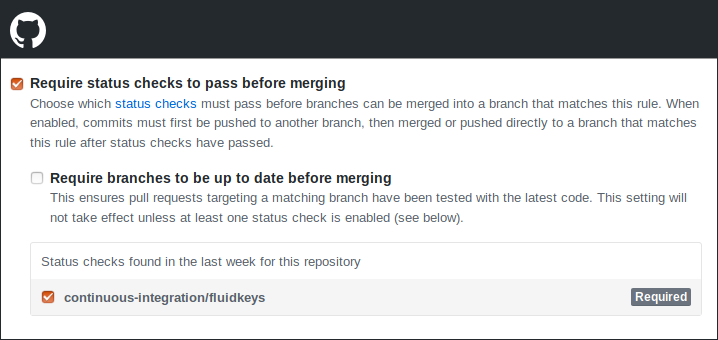 Require status checks to pass before merging
Choose which status checks must pass before branches can be merged into a branch that matches this rule. When
enabled, commits must first be pushed to another branch, then merged or pushed directly to a branch that matches
this rule after status checks have passed.
Require branches to be up to date before merging
This ensures pull requests targeting a matching branch have been tested with the latest code. This setting will
not take effect unless at least one status check is enabled (see below).
Status checks found in the last week for this repository
continuous-integration/fluidkeys Required